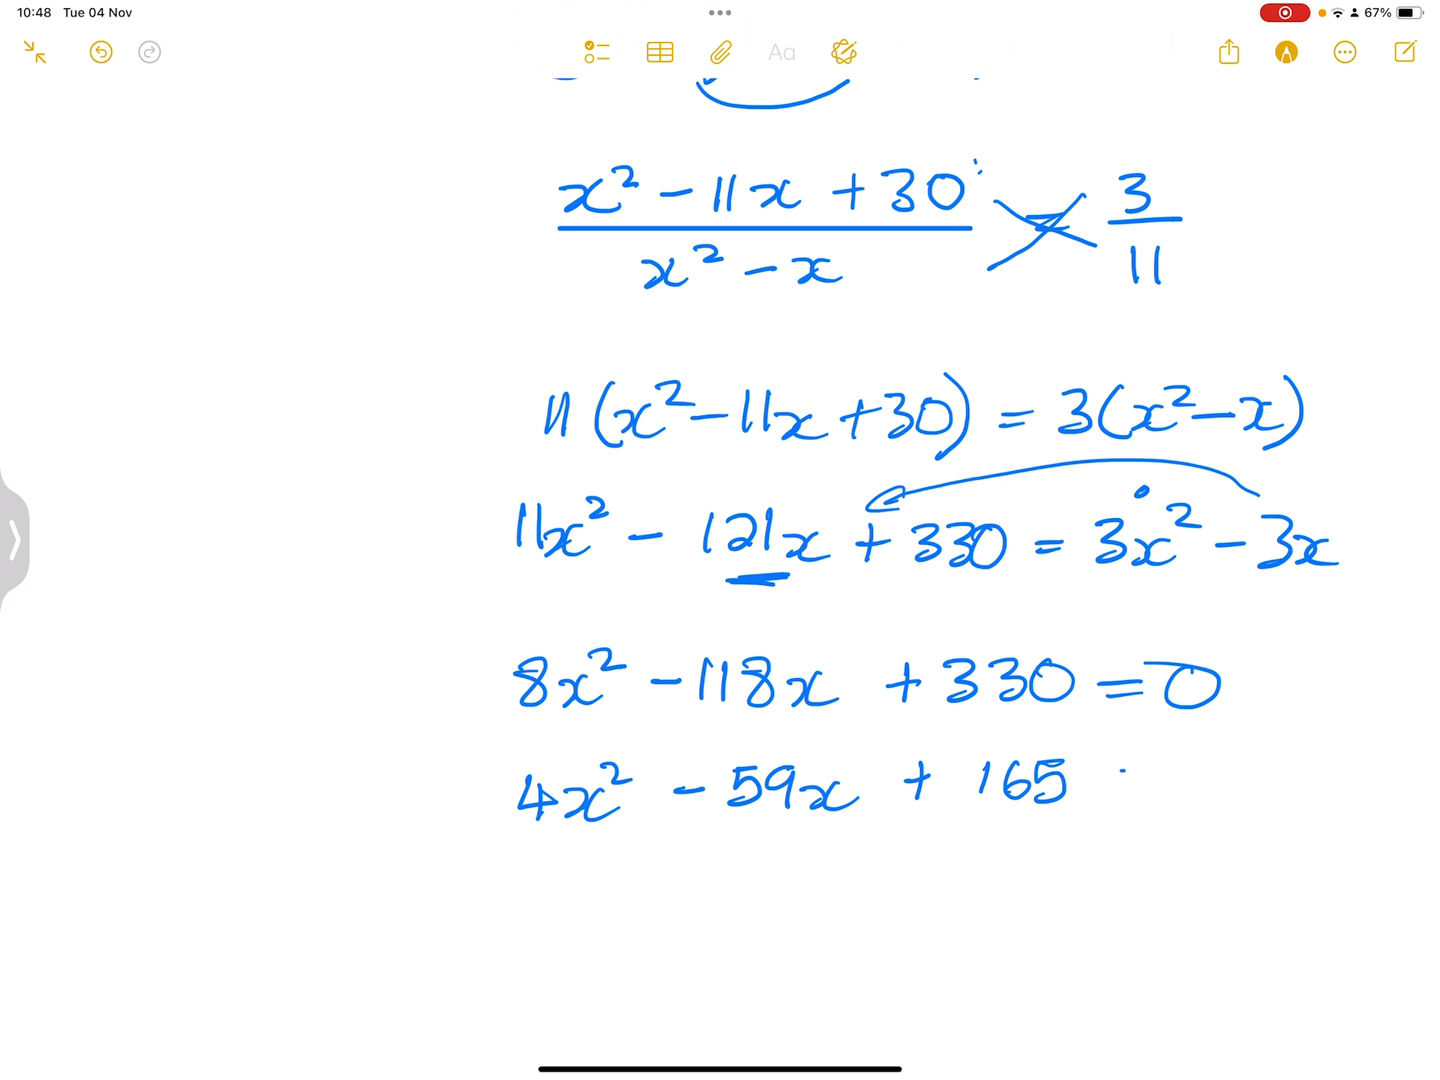 10:48 Tue 04 Nov 67%
Aa
x² - 11x + 30 / x² - x = 3 / 11
11(x² - 11x + 30) = 3(x² - x)
11x² - 121x + 330 = 3x² - 3x
8x² - 118x + 330 = 0
4x² - 59x + 165